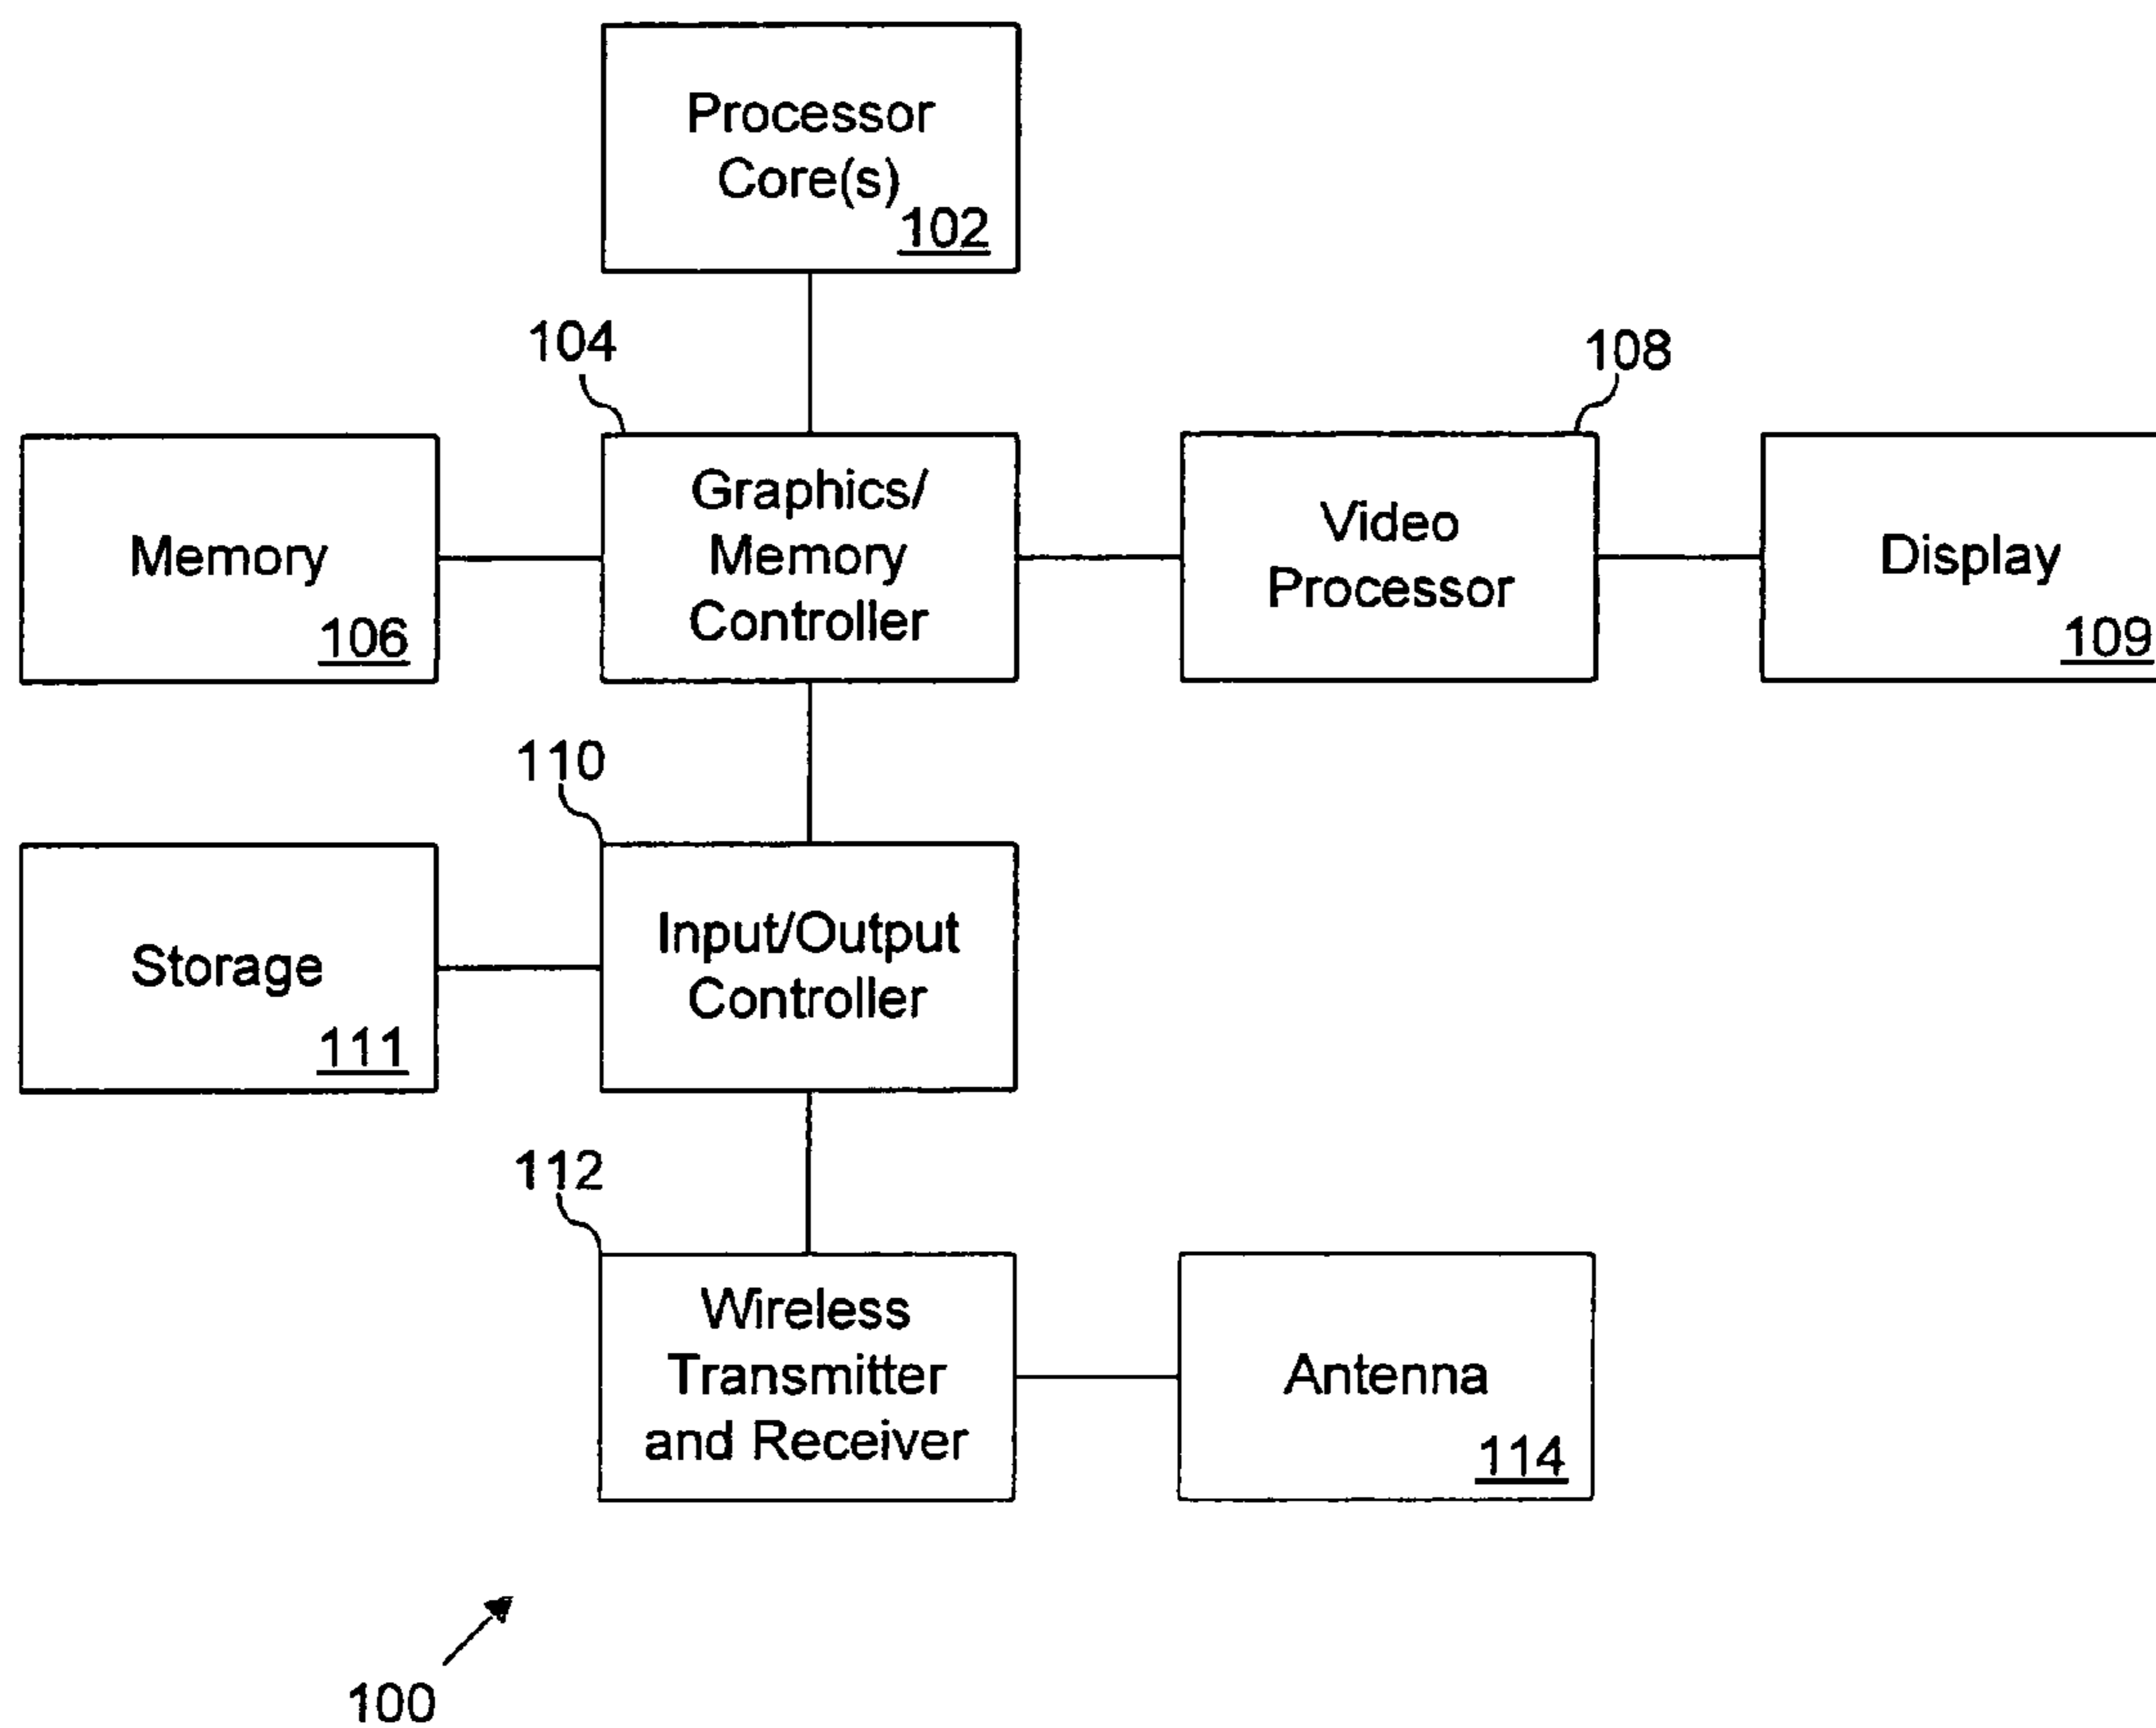 Processor
Core(s)
102
104
108
Memory
106
Graphics/
Memory
Controller
Video
Processor
Display
109
110
Storage
111
Input/Output
Controller
112
Wireless
Transmitter
and Receiver
Antenna
114
100